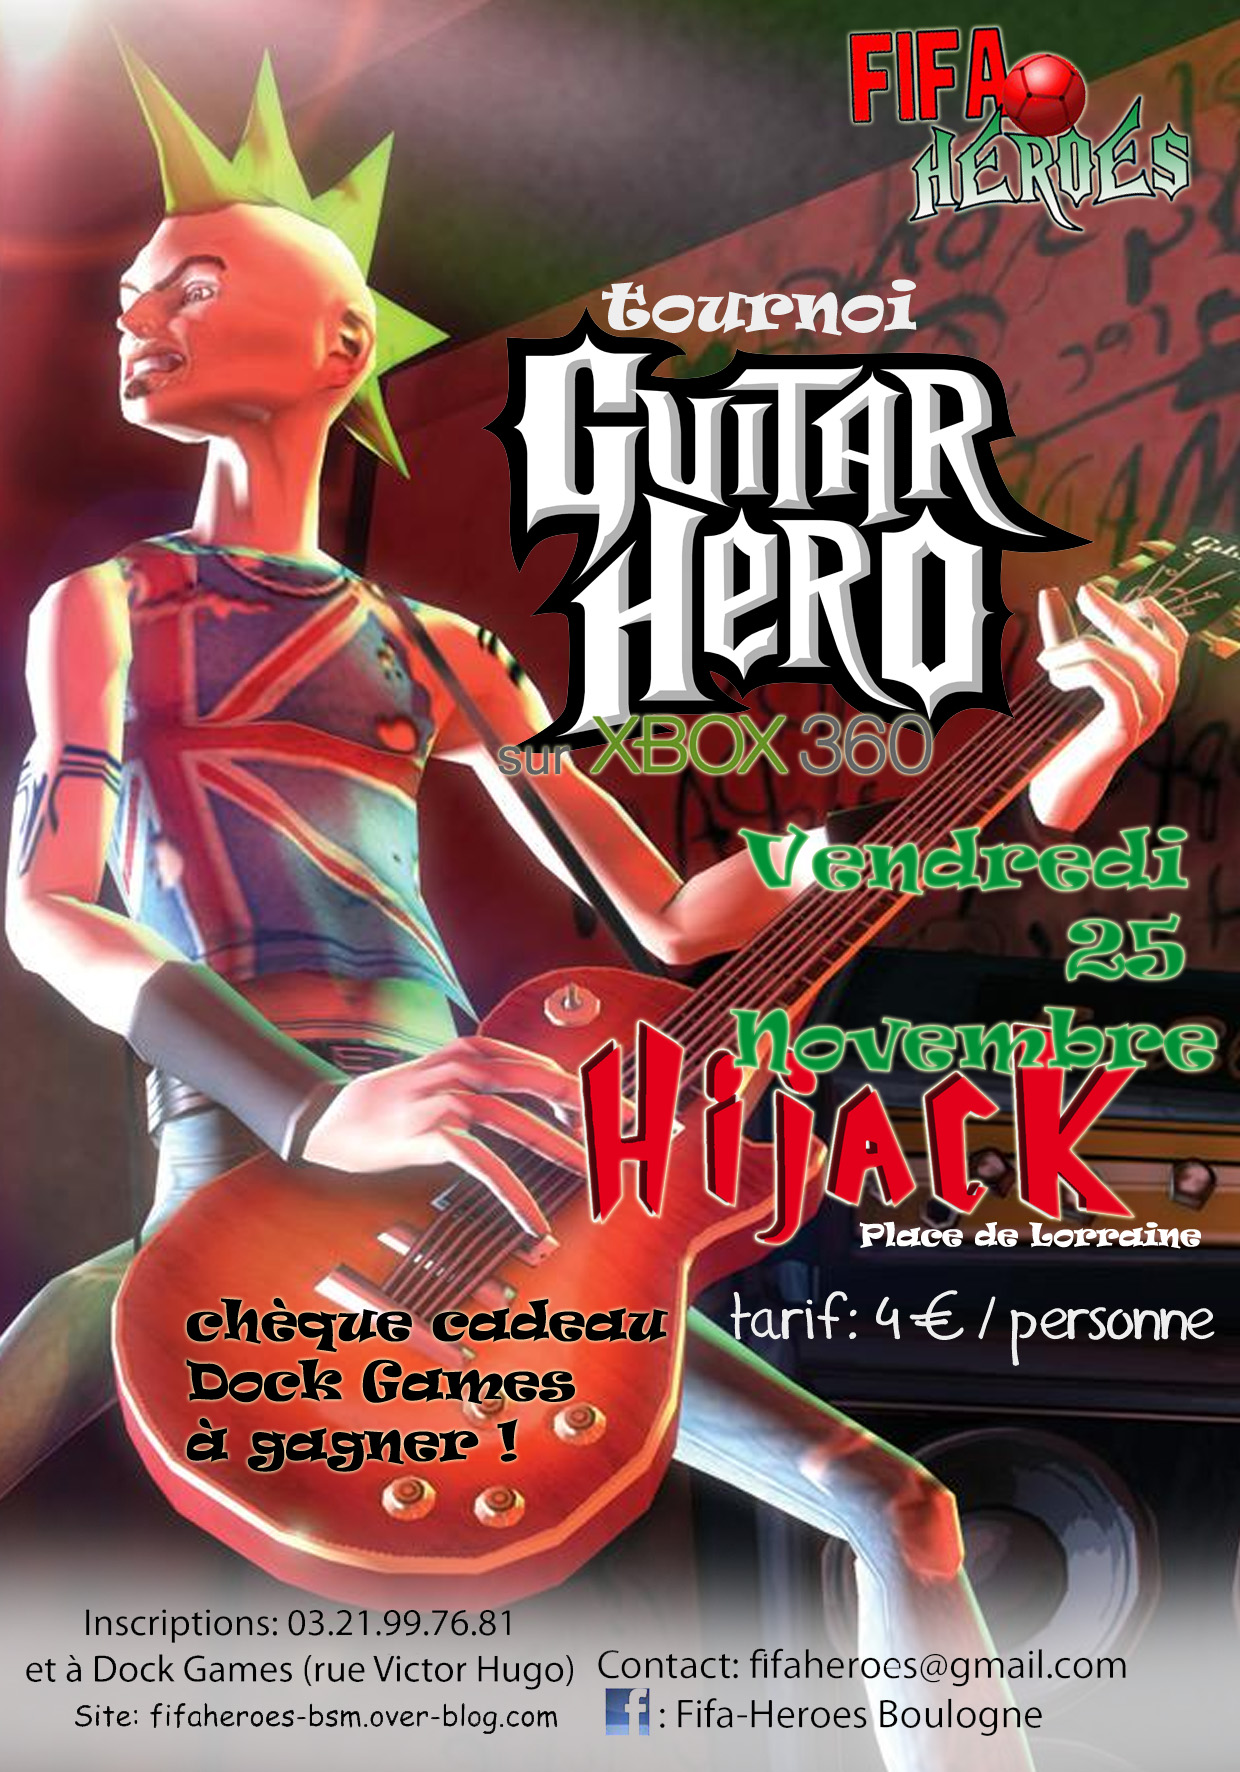 FIFA
HEROES
tournoi
GUITAR
HERO
sur XBOX 360
Vendredi
25
Novembre
Hijack
Place de Lorraine
tarif: 4 € / personne
chèque cadeau
Dock Games
à gagner !
Inscriptions: 03.21.99.76.81
et à Dock Games (rue Victor Hugo)
Site: fifaheroes-bsm.over-blog.com
Contact: fifaheroes@gmail.com
f : Fifa-Heroes Boulogne